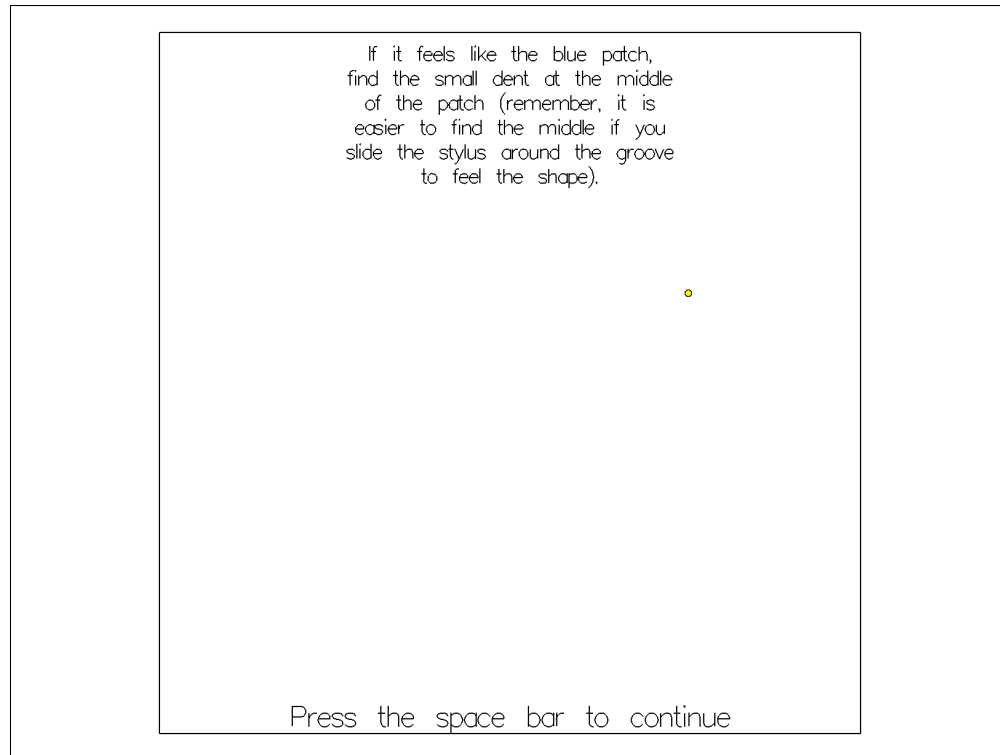 If it feels like the blue patch,
find the small dent at the middle
of the patch (remember, it is
easier to find the middle if you
slide the stylus around the groove
to feel the shape).
Press the space bar to continue